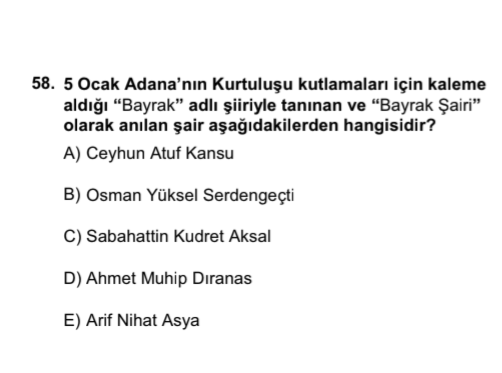 58. 5 Ocak Adana’nın Kurtuluşu kutlamaları için kaleme
aldığı “Bayrak” adlı şiiriyle tanınan ve “Bayrak Şairi”
olarak anılan şair aşağıdakilerden hangisidir?
A) Ceyhun Atuf Kansu
B) Osman Yüksel Serdengeçti
C) Sabahattin Kudret Aksal
D) Ahmet Muhip Dıranas
E) Arif Nihat Asya